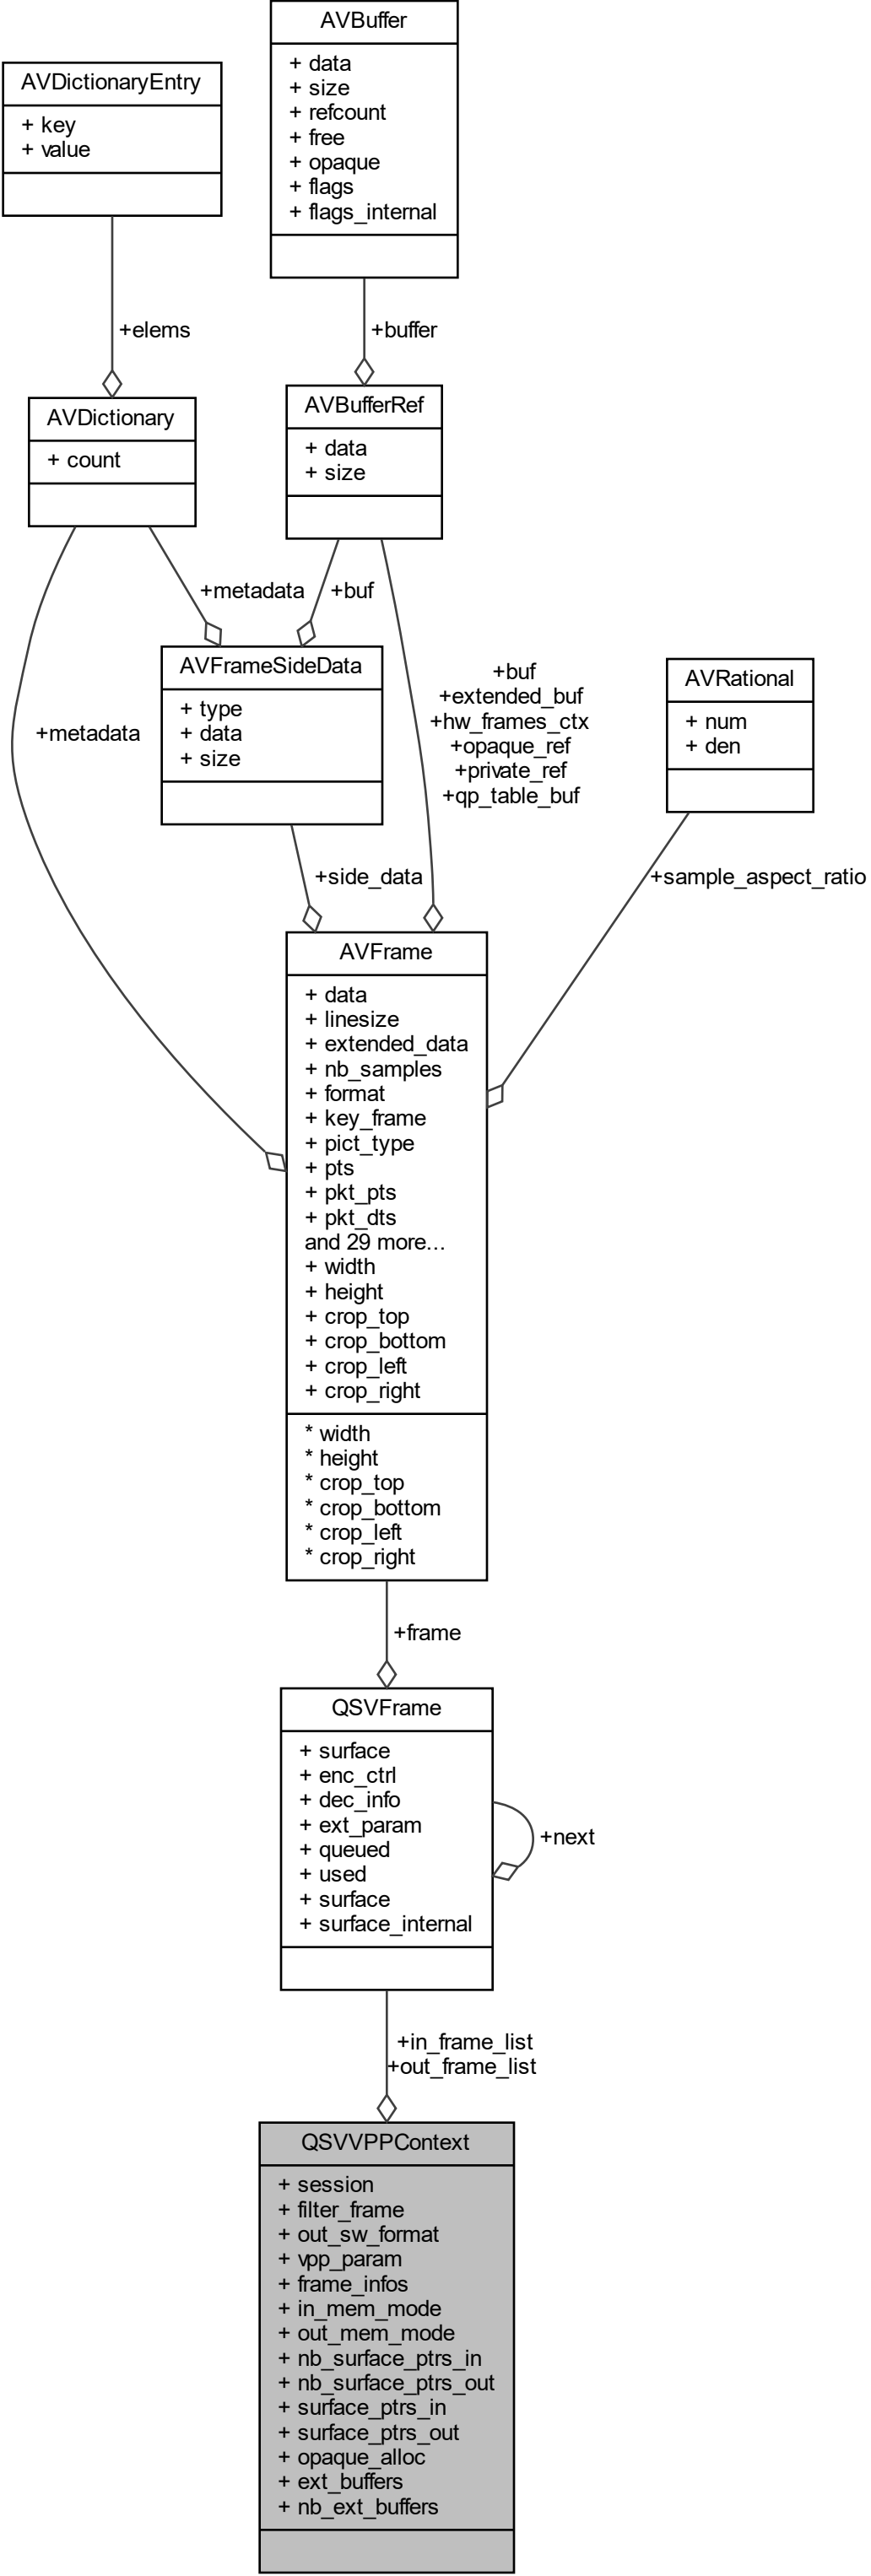 AVBuffer
+ data
+ size
+ refcount
+ free
+ opaque
+ flags
+ flags_internal
AVDictionaryEntry
+ key
+ value
+elems
+buffer
AVDictionary
+ count
AVBufferRef
+ data
+ size
+metadata
+buf
+metadata
AVFrameSideData
+ type
+ data
+ size
+buf
+extended_buf
+hw_frames_ctx
+opaque_ref
+private_ref
+qp_table_buf
AVRational
+ num
+ den
+side_data
+sample_aspect_ratio
AVFrame
+ data
+ linesize
+ extended_data
+ nb_samples
+ format
+ key_frame
+ pict_type
+ pts
+ pkt_pts
+ pkt_dts
and 29 more...
+ width
+ height
+ crop_top
+ crop_bottom
+ crop_left
+ crop_right
* width
* height
* crop_top
* crop_bottom
* crop_left
* crop_right
+frame
QSVFrame
+ surface
+ enc_ctrl
+ dec_info
+ ext_param
+ queued
+ used
+ surface
+ surface_internal
+next
+in_frame_list
+out_frame_list
QSVVPPContext
+ session
+ filter_frame
+ out_sw_format
+ vpp_param
+ frame_infos
+ in_mem_mode
+ out_mem_mode
+ nb_surface_ptrs_in
+ nb_surface_ptrs_out
+ surface_ptrs_in
+ surface_ptrs_out
+ opaque_alloc
+ ext_buffers
+ nb_ext_buffers